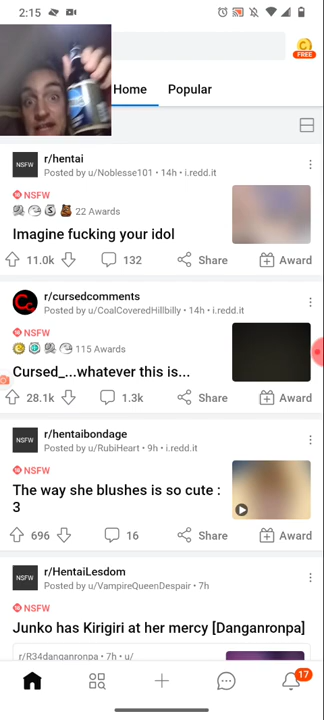 2:15
FREE
Home Popular
NSFW r/hentai
Posted by u/Noblesse101 • 14h • i.redd.it
NSFW
S 22 Awards
Imagine fucking your idol
11.0k 132 Share Award
r/cursedcomments
Posted by u/CoalCoveredHillbilly • 14h • i.redd.it
NSFW
115 Awards
Cursed_...whatever this is...
28.1k 1.3k Share Award
NSFW r/hentaibondage
Posted by u/RubiHeart • 9h • i.redd.it
NSFW
The way she blushes is so cute :
3
696 16 Share Award
NSFW r/HentaiLesdom
Posted by u/VampireQueenDespair • 7h
NSFW
Junko has Kirigiri at her mercy [Danganronpa]
r/R34danganronpa • 7h • u/
17